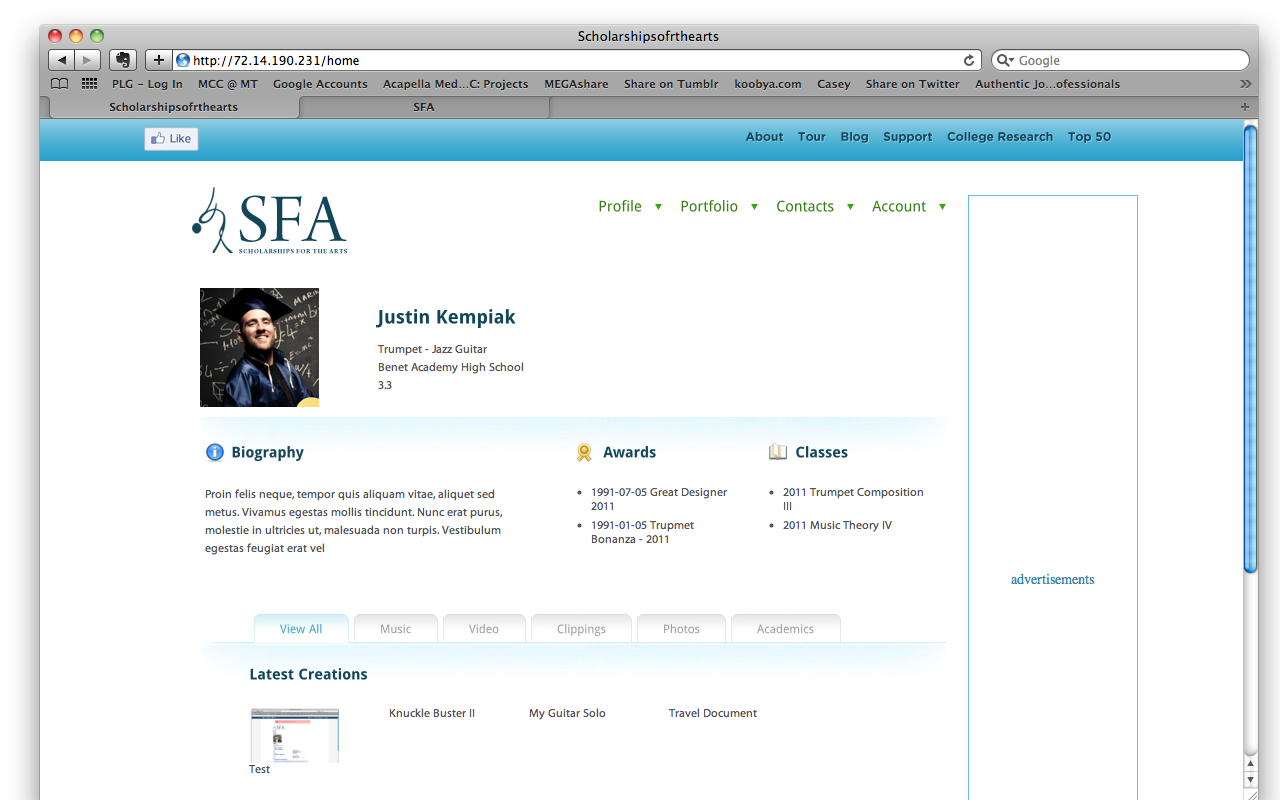 Scholarshipsofrthearts
http://72.14.190.231/home
Google
PLG - Log In MCC @ MT Google Accounts Acapella Med...C: Projects MEGAshare Share on Tumblr koobya.com Casey Share on Twitter Authentic Jo...ofessionals
Scholarshipsofrthearts SFA
Like
About Tour Blog Support College Research Top 50
SFA
SCHOLARSHIPS FOR THE ARTS
Profile Portfolio Contacts Account
Justin Kempiak
Trumpet - Jazz Guitar
Benet Academy High School
3.3
Biography
Proin felis neque, tempor quis aliquam vitae, aliquet sed
metus. Vivamus egestas mollis tincidunt. Nunc erat purus,
molestie in ultricies ut, malesuada non turpis. Vestibulum
egestas feugiat erat vel
Awards
1991-07-05 Great Designer
2011
1991-01-05 Trupmet
Bonanza - 2011
Classes
2011 Trumpet Composition
III
2011 Music Theory IV
advertisements
View All Music Video Clippings Photos Academics
Latest Creations
Test
Knuckle Buster II
My Guitar Solo
Travel Document